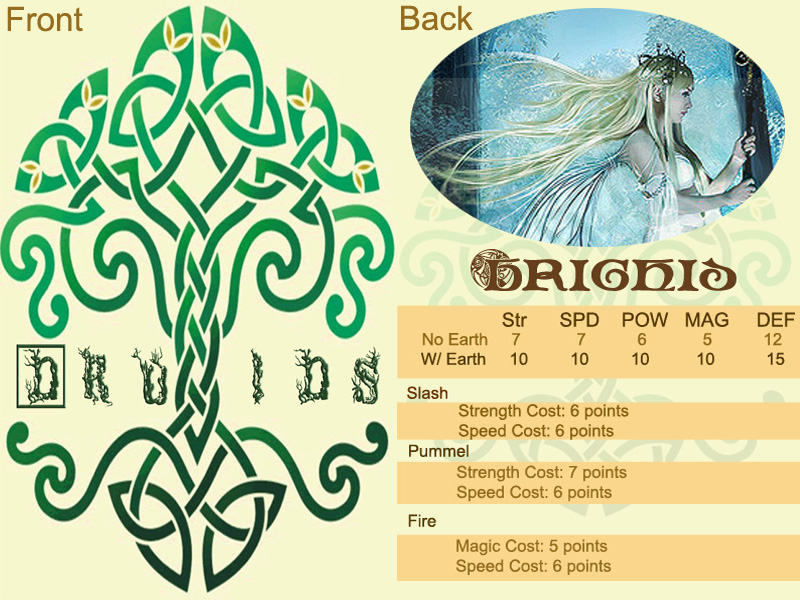 Front
DRUIDS
Back
BRIGHID
Str SPD POW MAG DEF
No Earth 7 7 6 5 12
W/ Earth 10 10 10 10 15
Slash
Strength Cost: 6 points
Speed Cost: 6 points
Pummel
Strength Cost: 7 points
Speed Cost: 6 points
Fire
Magic Cost: 5 points
Speed Cost: 6 points